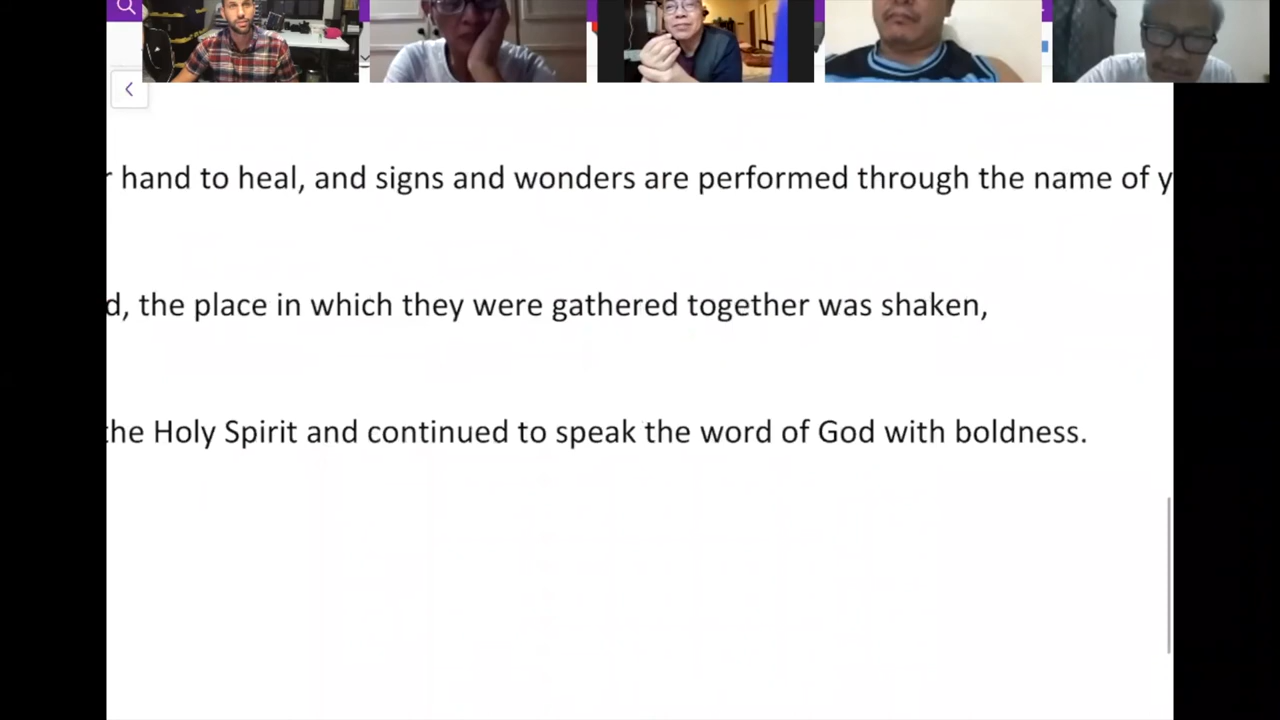 hand to heal, and signs and wonders are performed through the name of y
d, the place in which they were gathered together was shaken,
the Holy Spirit and continued to speak the word of God with boldness.